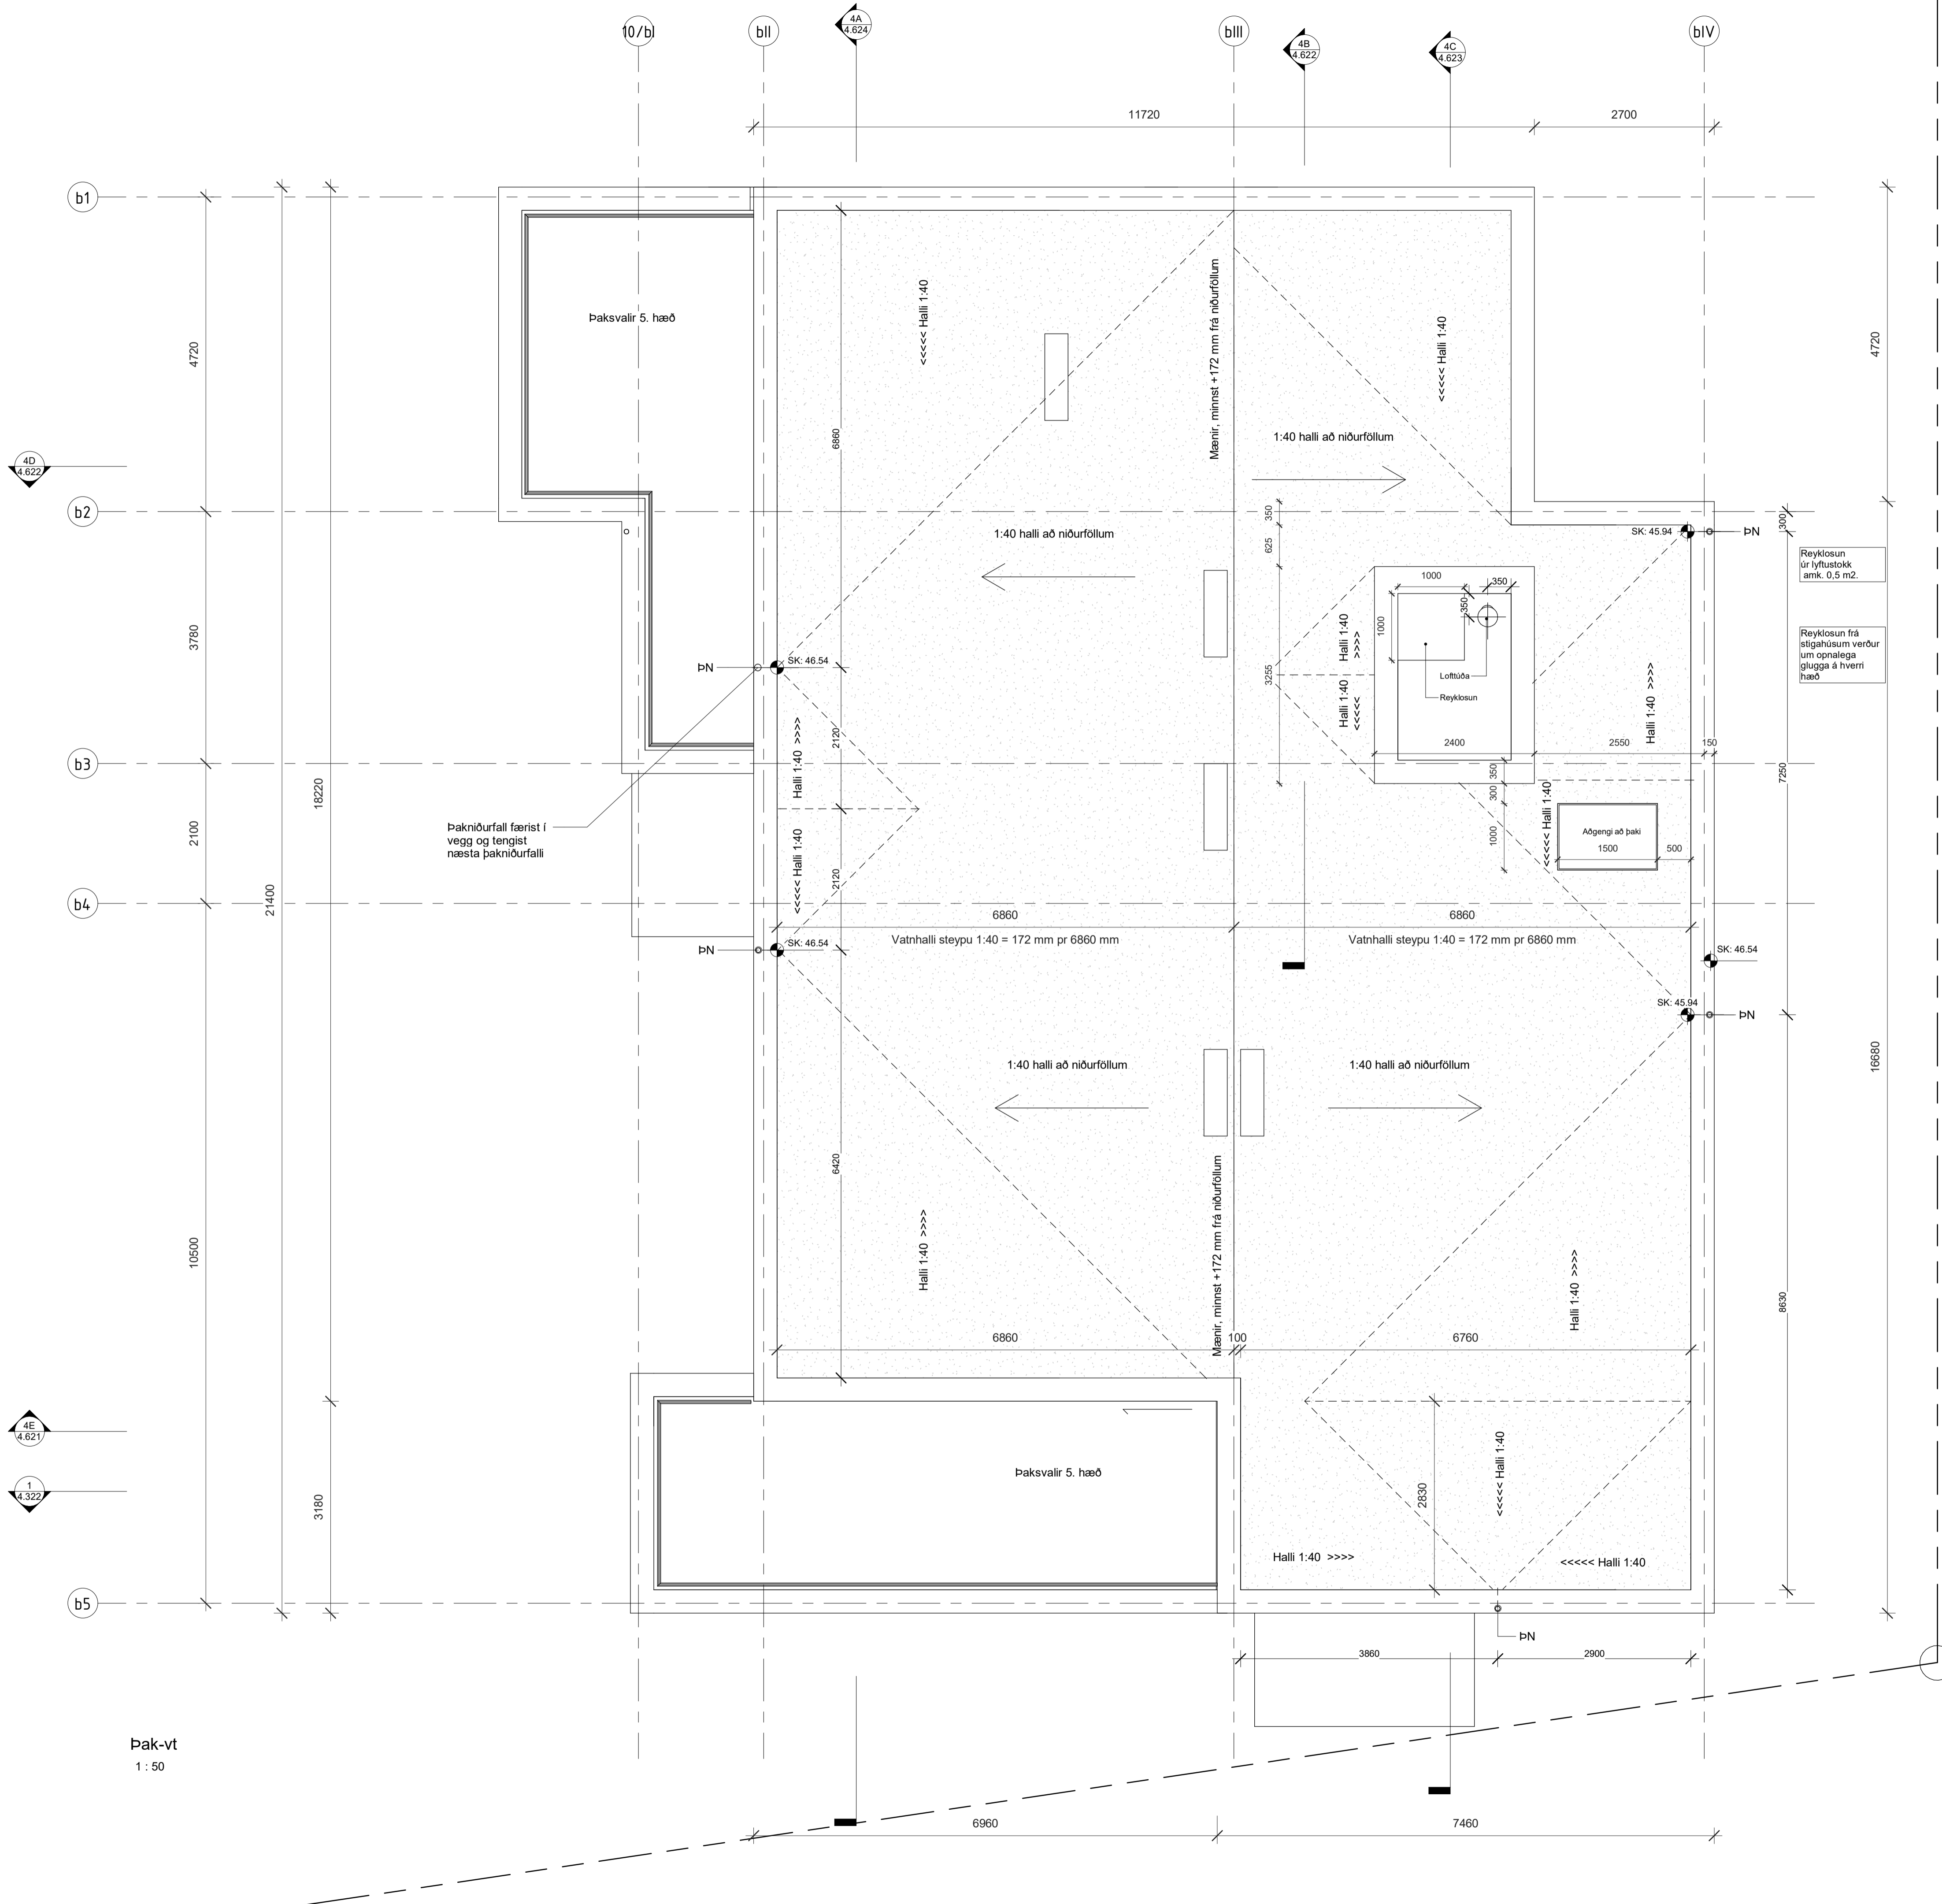 10/bI
bII
4A
4.624
bIII
4B
4.622
4C
4.623
bIV
11720
2700
b1
b2
b3
b4
b5
4D
4.622
4E
4.621
1
4.322
4720
3780
2100
10500
21400
18220
3180
Þaksvalir 5. hæð
<<<<< Halli 1:40
6860
Mænir, minnst +172 mm frá niðurföllum
<<<<< Halli 1:40
1:40 halli að niðurföllum
1:40 halli að niðurföllum
4720
350
625
3255
SK: 45.94
ÞN
300
Reyklosun
úr lyftustokk
amk. 0,5 m2.
Reyklosun frá
stigahúsum verður
um opnalega
glugga á hverri
hæð
1000
350
350
1000
Halli 1:40
>>>>
Halli 1:40
<<<<<
Lofttúða
Reyklosun
Halli 1:40 >>>>
2400
2550
150
7250
ÞN
SK: 46.54
2120
Halli 1:40 >>>>
<<<<< Halli 1:40
2120
Þakniðurfall færist í
vegg og tengist
næsta þakniðurfalli
350
300
1000
<<<<< Halli 1:40
Aðgengi að þaki
1500
500
6860
6860
Vatnhalli steypu 1:40 = 172 mm pr 6860 mm
Vatnhalli steypu 1:40 = 172 mm pr 6860 mm
ÞN
SK: 46.54
SK: 46.54
SK: 45.94
ÞN
16680
1:40 halli að niðurföllum
1:40 halli að niðurföllum
6420
Halli 1:40 >>>>
Mænir, minnst +172 mm frá niðurföllum
Halli 1:40 >>>>
8630
6860
100
6760
Þaksvalir 5. hæð
2830
<<<<< Halli 1:40
Halli 1:40 >>>>
<<<<< Halli 1:40
ÞN
3860
2900
Þak-vt
1 : 50
6960
7460